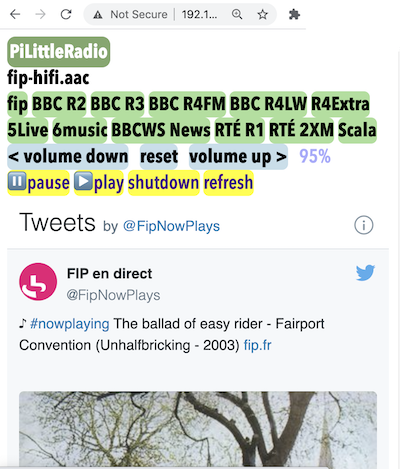 Not Secure | 192.1...
PiLittleRadio
fip-hifi.aac
fip BBC R2 BBC R3 BBC R4FM BBC R4LW R4Extra
5Live 6music BBCWS News RTÉ R1 RTÉ 2XM Scala
< volume down reset volume up > 95%
⏸pause ▶play shutdown refresh
Tweets by @FipNowPlays
FIP en direct
@FipNowPlays
♪ #nowplaying The ballad of easy rider - Fairport
Convention (Unhalfbricking - 2003) fip.fr